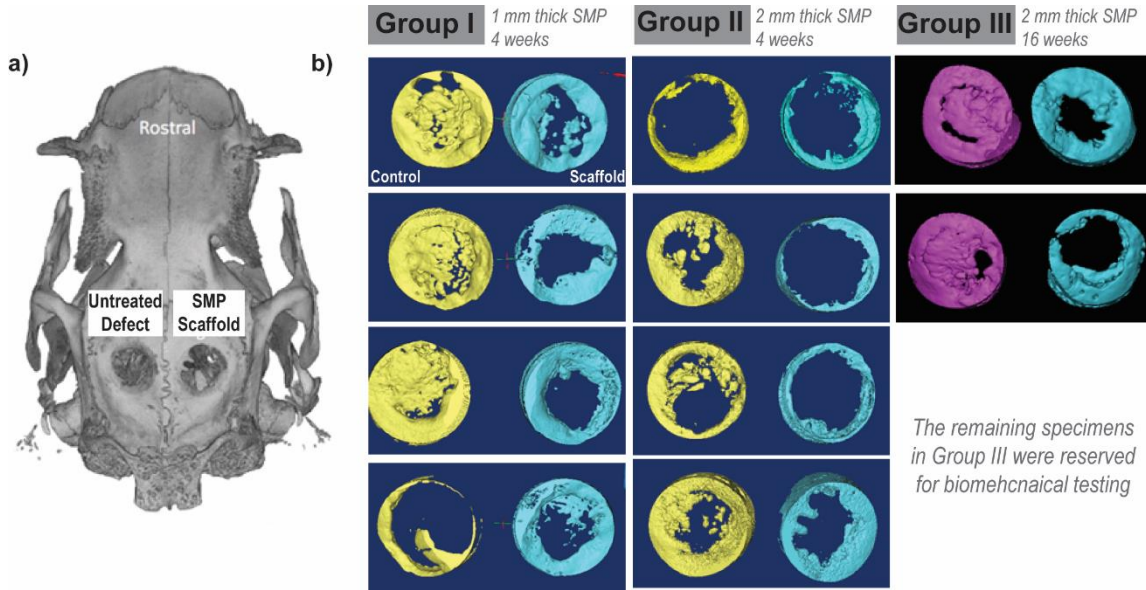 a)
Rostral
Untreated
Defect
SMP
Scaffold
b)
Group I
1 mm thick SMP
4 weeks
Group II
2 mm thick SMP
4 weeks
Group III
2 mm thick SMP
16 weeks
Control
Scaffold
The remaining specimens
in Group III were reserved
for biomehcnaical testing